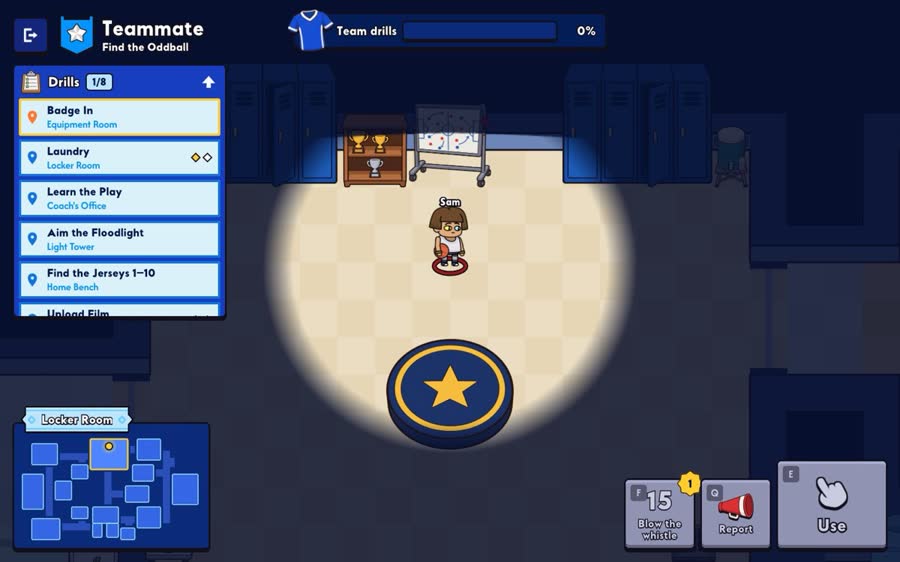 Teammate
Find the Oddball
Team drills
0%
Drills 1/8
Badge In
Equipment Room
Laundry
Locker Room
Learn the Play
Coach's Office
Aim the Floodlight
Light Tower
Find the Jerseys 1–10
Home Bench
Upload Film
Sam
Locker Room
F
15
1
Blow the
whistle
Q
Report
E
Use